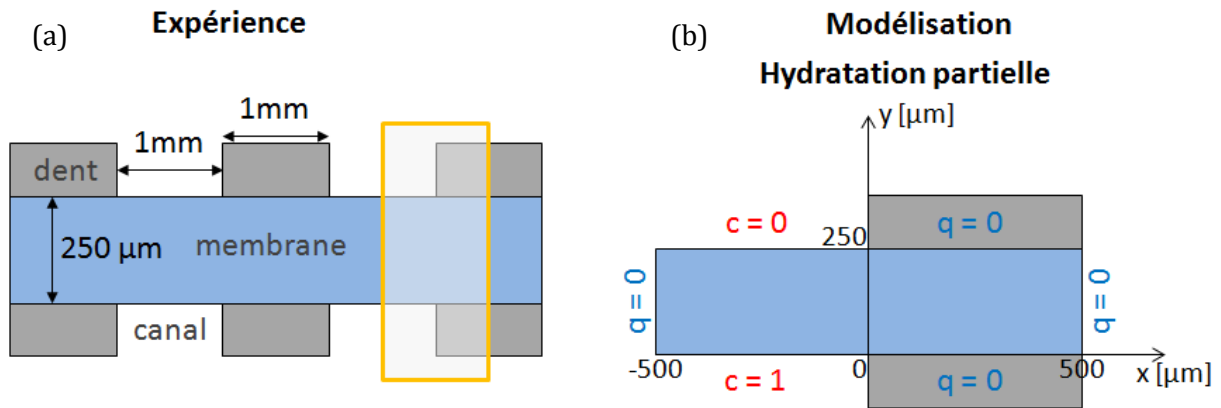 (a)
Expérience
1mm
1mm
dent
250 µm
membrane
canal
(b)
Modélisation
Hydratation partielle
y [µm]
c = 0
250
q = 0
q = 0
q = 0
-500
c = 1
0
q = 0
500
x [µm]